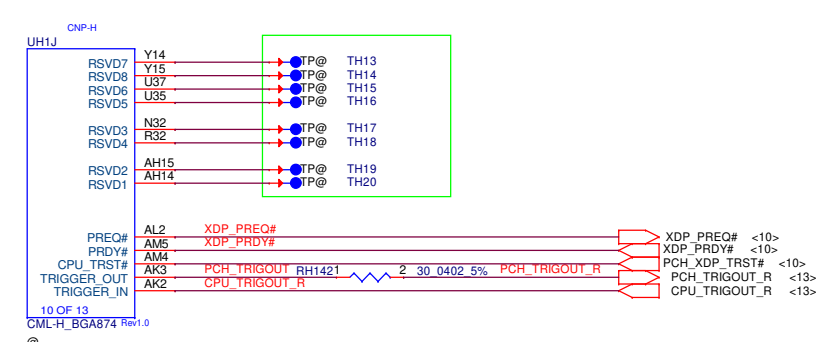 CNP-H
UH1J
RSVD7 Y14 TP@ TH13
RSVD8 Y15 TP@ TH14
RSVD6 U37 TP@ TH15
RSVD5 U35 TP@ TH16
RSVD3 N32 TP@ TH17
RSVD4 R32 TP@ TH18
RSVD2 AH15 TP@ TH19
RSVD1 AH14 TP@ TH20
PREQ# AL2 XDP_PREQ# XDP_PREQ# <10>
PRDY# AM5 XDP_PRDY# XDP_PRDY# <10>
CPU_TRST# AM4 PCH_XDP_TRST# <10>
TRIGGER_OUT AK3 PCH_TRIGOUT RH142 1 2 30_0402_5% PCH_TRIGOUT_R PCH_TRIGOUT_R <13>
TRIGGER_IN AK2 CPU_TRIGOUT_R CPU_TRIGOUT_R <13>
10 OF 13
CML-H_BGA874 Rev1.0
@